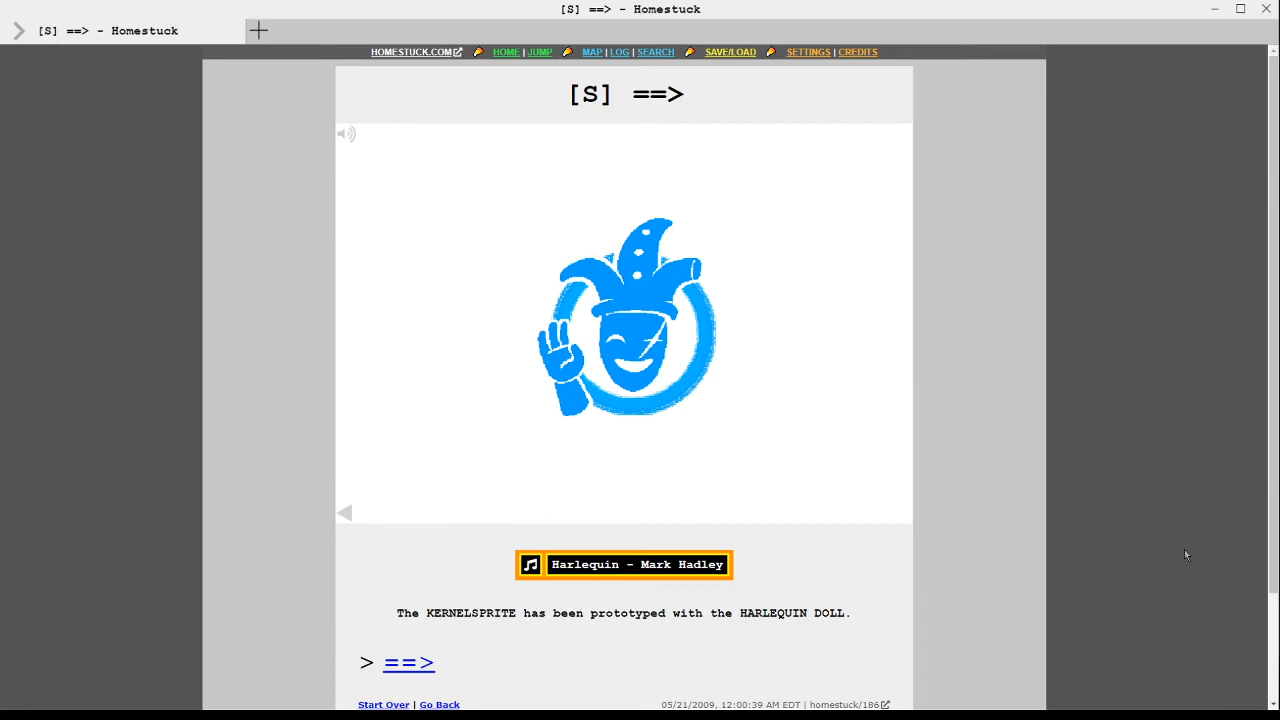 [S] ==> - Homestuck
[S] ==> - Homestuck
HOMESTUCK.COM HOME | JUMP MAP | LOG | SEARCH SAVE/LOAD SETTINGS | CREDITS
[S] ==>
Harlequin - Mark Hadley
The KERNELSPRITE has been prototyped with the HARLEQUIN DOLL.
> ==>
Start Over | Go Back 05/21/2009, 12:00:39 AM EDT | homestuck/186